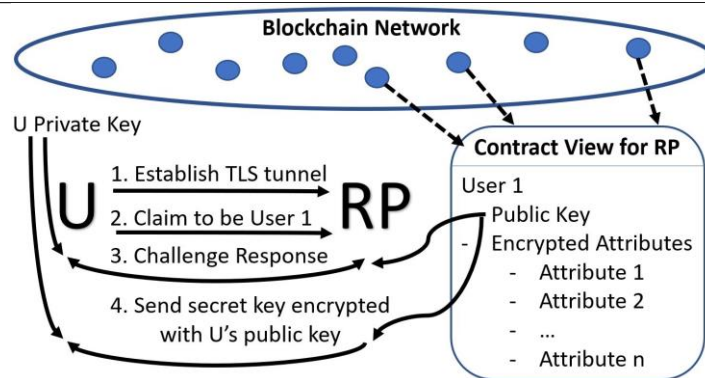 Blockchain Network
U Private Key
Contract View for RP
1. Establish TLS tunnel
U
RP
2. Claim to be User 1
3. Challenge Response
4. Send secret key encrypted
with U's public key
User 1
- Public Key
- Encrypted Attributes
- Attribute 1
- Attribute 2
- ...
- Attribute n